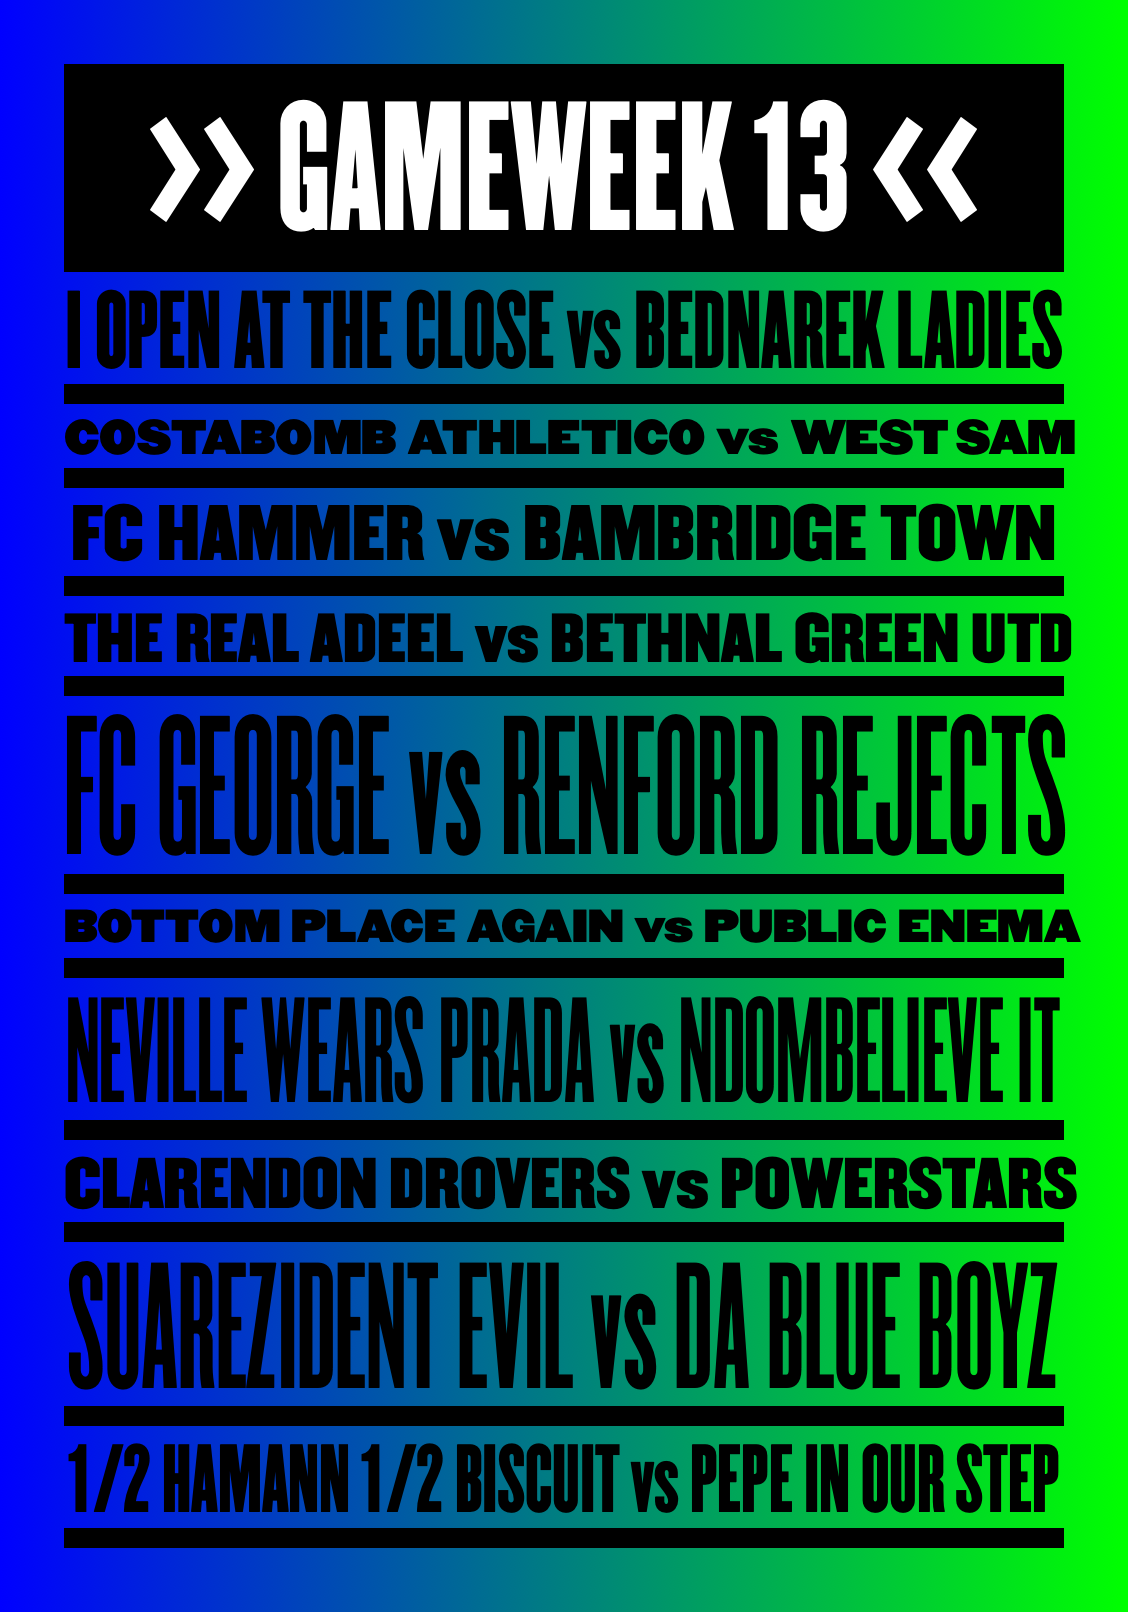 >> GAMEWEEK 13 <<
I OPEN AT THE CLOSE vs BEDNAREK LADIES
COSTABOMB ATHLETICO vs WEST SAM
FC HAMMER vs BAMBRIDGE TOWN
THE REAL ADEEL vs BETHNAL GREEN UTD
FC GEORGE vs RENFORD REJECTS
BOTTOM PLACE AGAIN vs PUBLIC ENEMA
NEVILLE WEARS PRADA vs NDOMBELIEVE IT
CLARENDON DROVERS vs POWERSTARS
SUAREZIDENT EVIL vs DA BLUE BOYZ
1/2 HAMANN 1/2 BISCUIT vs PEPE IN OUR STEP